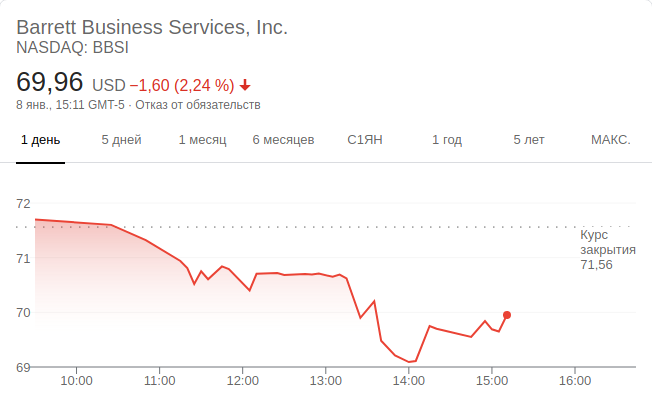 Barrett Business Services, Inc.
NASDAQ: BBSI
69,96 USD −1,60 (2,24 %)
8 янв., 15:11 GMT-5 · Отказ от обязательств
1 день 5 дней 1 месяц 6 месяцев С1ЯН 1 год 5 лет МАКС.
72
Курс
закрытия
71,56
71
70
69
10:00 11:00 12:00 13:00 14:00 15:00 16:00